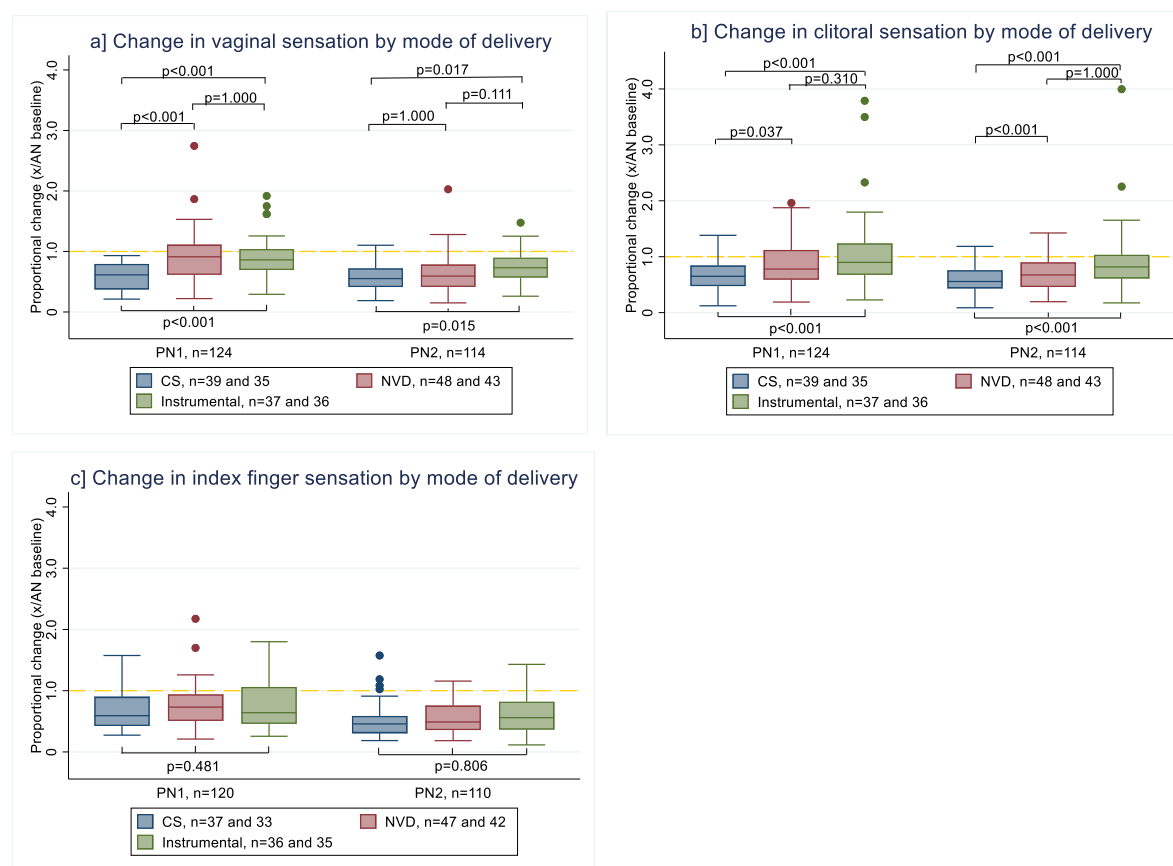 a] Change in vaginal sensation by mode of delivery
Proportional change (x/AN baseline)
4.0
3.0
2.0
1.0
0
p<0.001
p=1.000
p<0.001
p=0.017
p=0.111
p=1.000
p<0.001
p=0.015
PN1, n=124
PN2, n=114
CS, n=39 and 35
NVD, n=48 and 43
Instrumental, n=37 and 36
b] Change in clitoral sensation by mode of delivery
Proportional change (x/AN baseline)
4.0
3.0
2.0
1.0
0
p<0.001
p=0.310
p=0.037
p<0.001
p=1.000
p<0.001
p<0.001
p<0.001
PN1, n=124
PN2, n=114
CS, n=39 and 35
NVD, n=48 and 43
Instrumental, n=37 and 36
c] Change in index finger sensation by mode of delivery
Proportional change (x/AN baseline)
4.0
3.0
2.0
1.0
0
p=0.481
p=0.806
PN1, n=120
PN2, n=110
CS, n=37 and 33
NVD, n=47 and 42
Instrumental, n=36 and 35